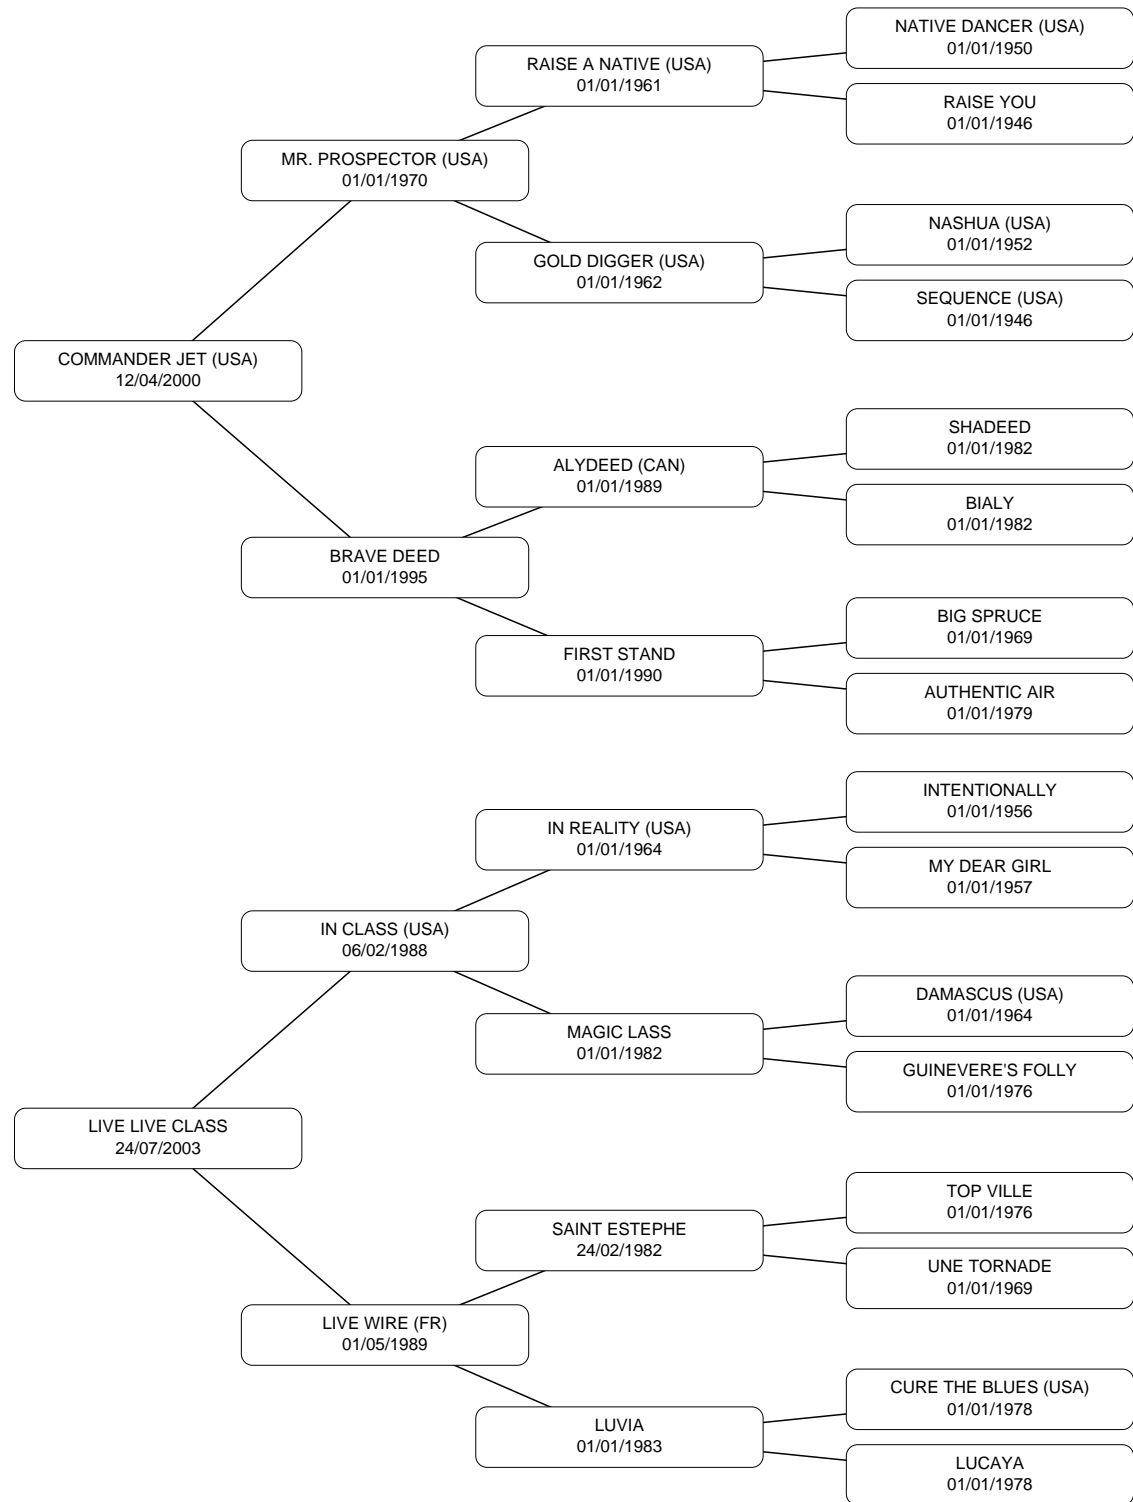 NATIVE DANCER (USA)
01/01/1950
RAISE A NATIVE (USA)
01/01/1961
RAISE YOU
01/01/1946
MR. PROSPECTOR (USA)
01/01/1970
NASHUA (USA)
01/01/1952
GOLD DIGGER (USA)
01/01/1962
SEQUENCE (USA)
01/01/1946
COMMANDER JET (USA)
12/04/2000
SHADEED
01/01/1982
ALYDEED (CAN)
01/01/1989
BIALY
01/01/1982
BRAVE DEED
01/01/1995
BIG SPRUCE
01/01/1969
FIRST STAND
01/01/1990
AUTHENTIC AIR
01/01/1979
INTENTIONALLY
01/01/1956
IN REALITY (USA)
01/01/1964
MY DEAR GIRL
01/01/1957
IN CLASS (USA)
06/02/1988
DAMASCUS (USA)
01/01/1964
MAGIC LASS
01/01/1982
GUINEVERE'S FOLLY
01/01/1976
LIVE LIVE CLASS
24/07/2003
TOP VILLE
01/01/1976
SAINT ESTEPHE
24/02/1982
UNE TORNADE
01/01/1969
LIVE WIRE (FR)
01/05/1989
CURE THE BLUES (USA)
01/01/1978
LUVIA
01/01/1983
LUCAYA
01/01/1978